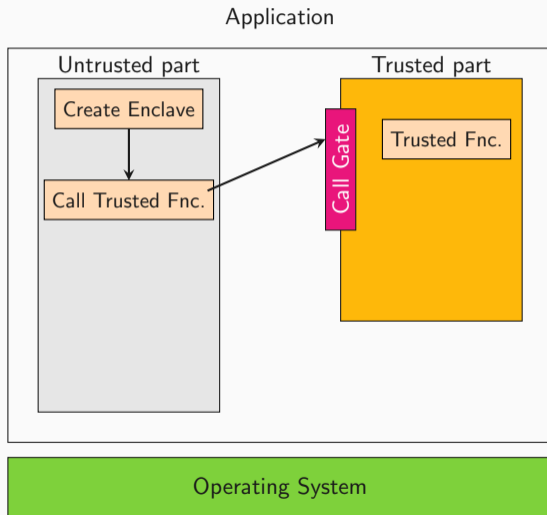 Application
Untrusted part
Trusted part
Create Enclave
Call Trusted Fnc.
Call Gate
Trusted Fnc.
Operating System